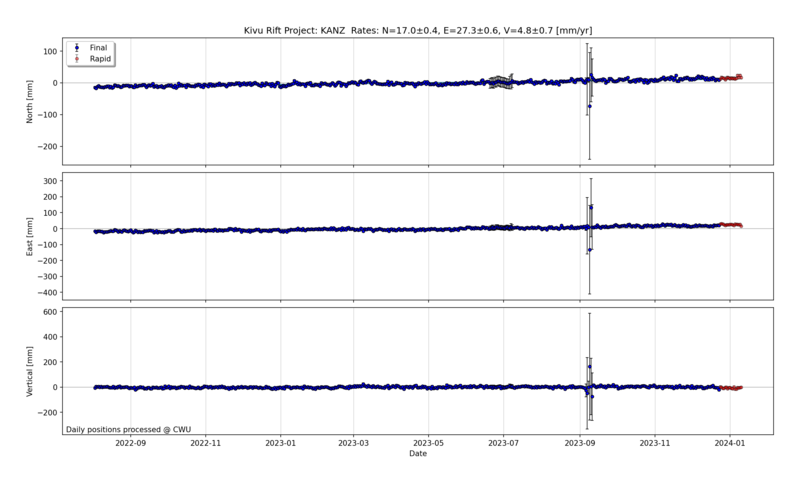 Kivu Rift Project: KANZ  Rates: N=17.0±0.4, E=27.3±0.6, V=4.8±0.7 [mm/yr]
Final
Rapid
100
0
−100
−200
North [mm]
300
200
100
0
−100
−200
−300
−400
East [mm]
600
400
200
0
−200
Vertical [mm]
Daily positions processed @ CWU
2022-09 2022-11 2023-01 2023-03 2023-05 2023-07 2023-09 2023-11 2024-01
Date